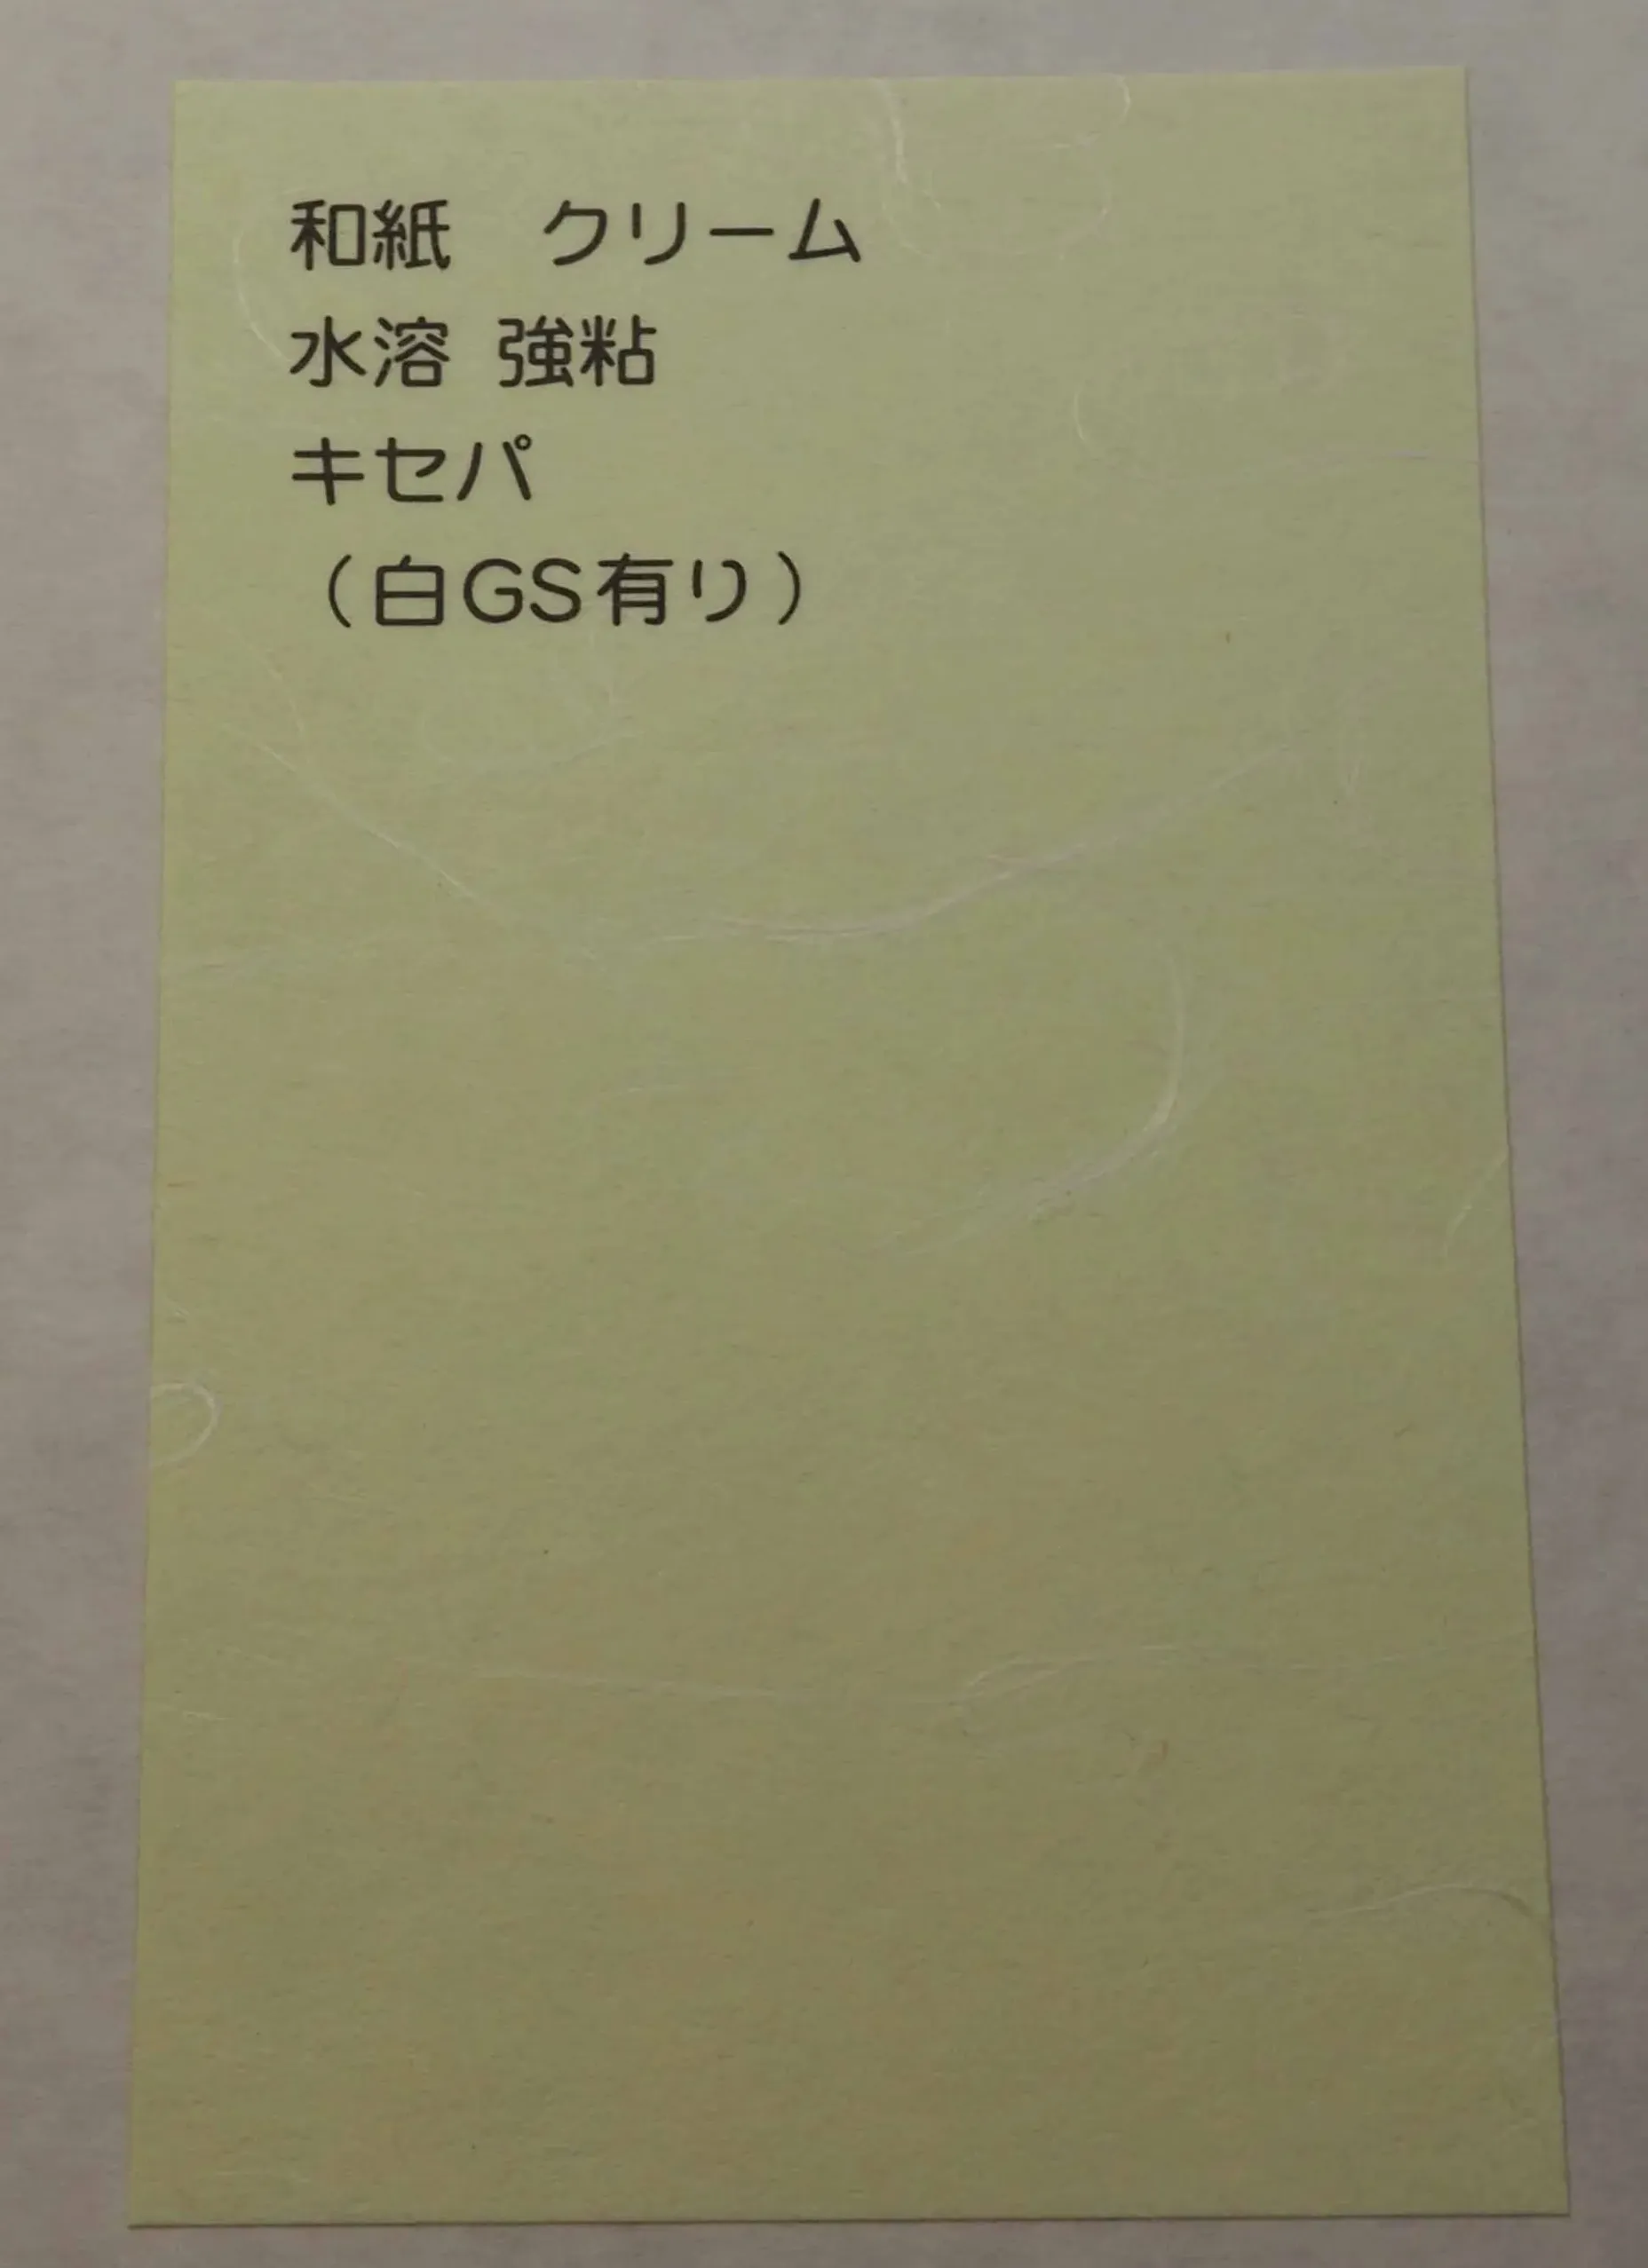 和紙　クリーム
水溶 強粘
キセパ
（白GS有り）